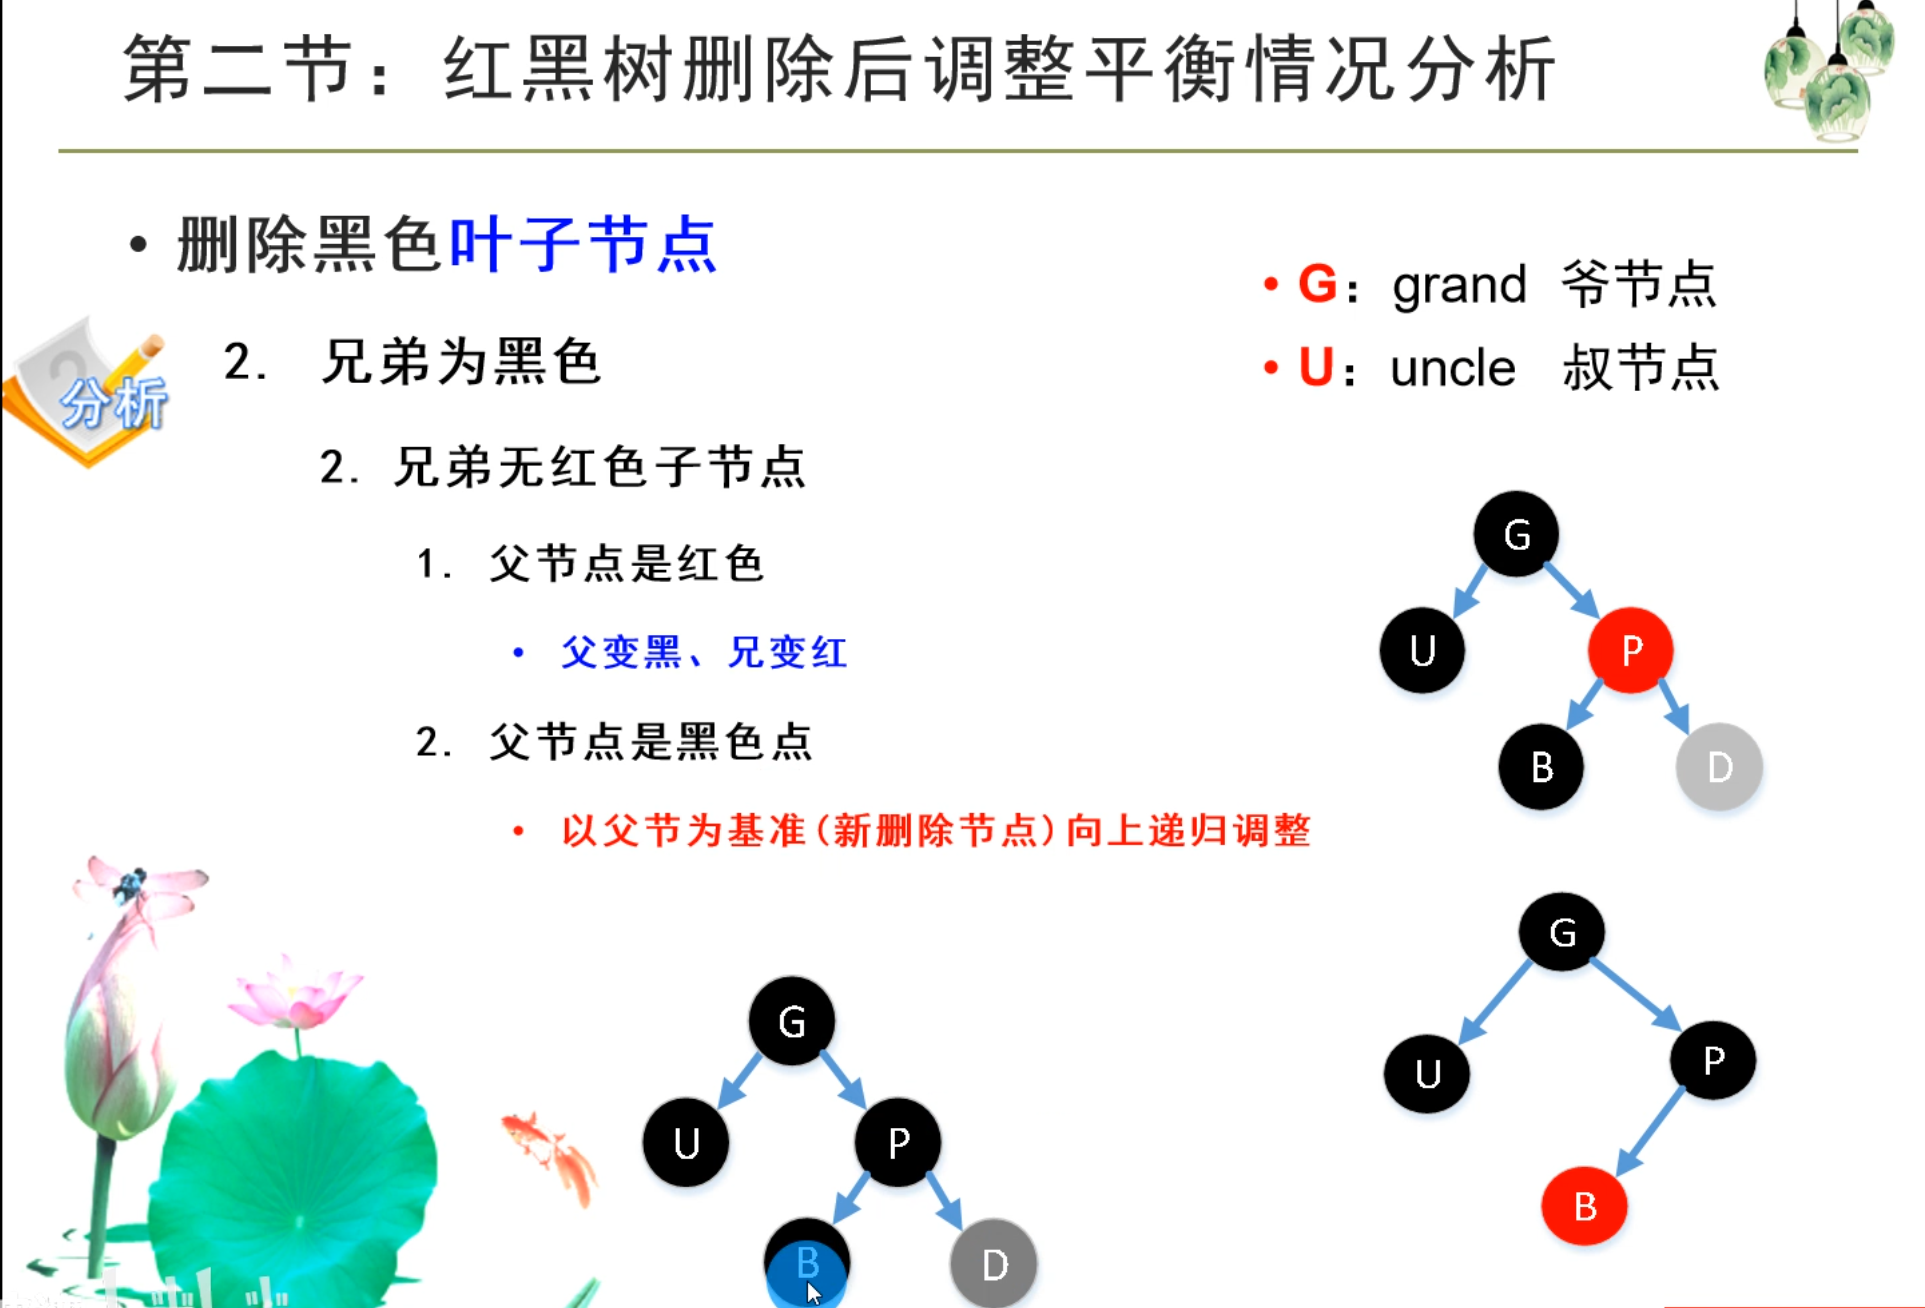 第二节：红黑树删除后调整平衡情况分析
• 删除黑色叶子节点
• G： grand 爷节点
• U： uncle 叔节点
分析
2. 兄弟为黑色
2. 兄弟无红色子节点
1. 父节点是红色
• 父变黑、兄变红
2. 父节点是黑色点
• 以父节为基准(新删除节点)向上递归调整
G
U
P
B
D
G
U
P
B
G
U
P
B
D